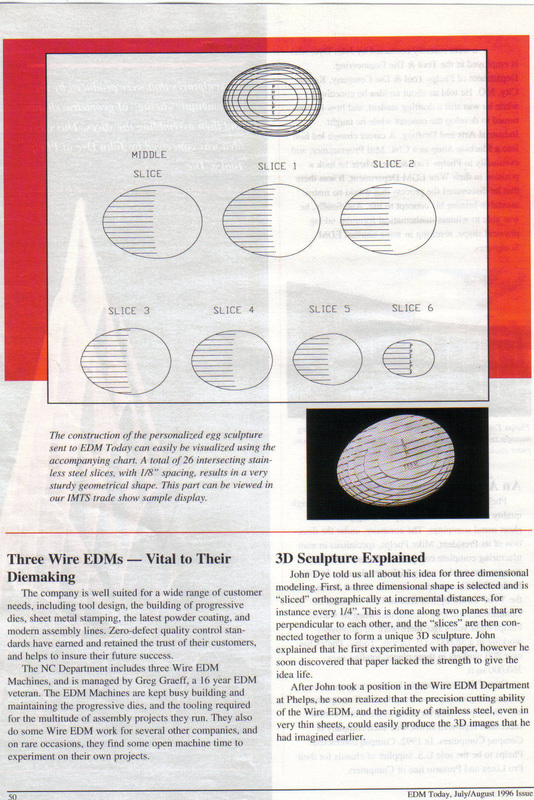 MIDDLE
SLICE
SLICE 1
SLICE 2
SLICE 3
SLICE 4
SLICE 5
SLICE 6
The construction of the personalized egg sculpture
sent to EDM Today can easily be visualized using the
accompanying chart. A total of 26 intersecting stain-
less steel slices, with 1/8" spacing, results in a very
sturdy geometrical shape. This part can be viewed in
our IMTS trade show sample display.
Three Wire EDMs — Vital to Their
Diemaking
The company is well suited for a wide range of customer
needs, including tool design, the building of progressive
dies, sheet metal stamping, the latest powder coating, and
modern assembly lines. Zero-defect quality control stan-
dards have earned and retained the trust of their customers,
and helps to insure their future success.
The NC Department includes three Wire EDM
Machines, and is managed by Greg Graeff, a 16 year EDM
veteran. The EDM Machines are kept busy building and
maintaining the progressive dies, and the tooling required
for the multitude of assembly projects they run. They also
do some Wire EDM work for several other companies, and
on rare occasions, they find some open machine time to
experiment on their own projects.
3D Sculpture Explained
John Dye told us all about his idea for three dimensional
modeling. First, a three dimensional shape is selected and is
"sliced" orthographically at incremental distances, for
instance every 1/4". This is done along two planes that are
perpendicular to each other, and the "slices" are then con-
nected together to form a unique 3D sculpture. John
explained that he first experimented with paper, however he
soon discovered that paper lacked the strength to give the
idea life.
After John took a position in the Wire EDM Department
at Phelps, he soon realized that the precision cutting ability
of the Wire EDM, and the rigidity of stainless steel, even in
very thin sheets, could easily produce the 3D images that he
had imagined earlier.
50
EDM Today, July/August 1996 Issue